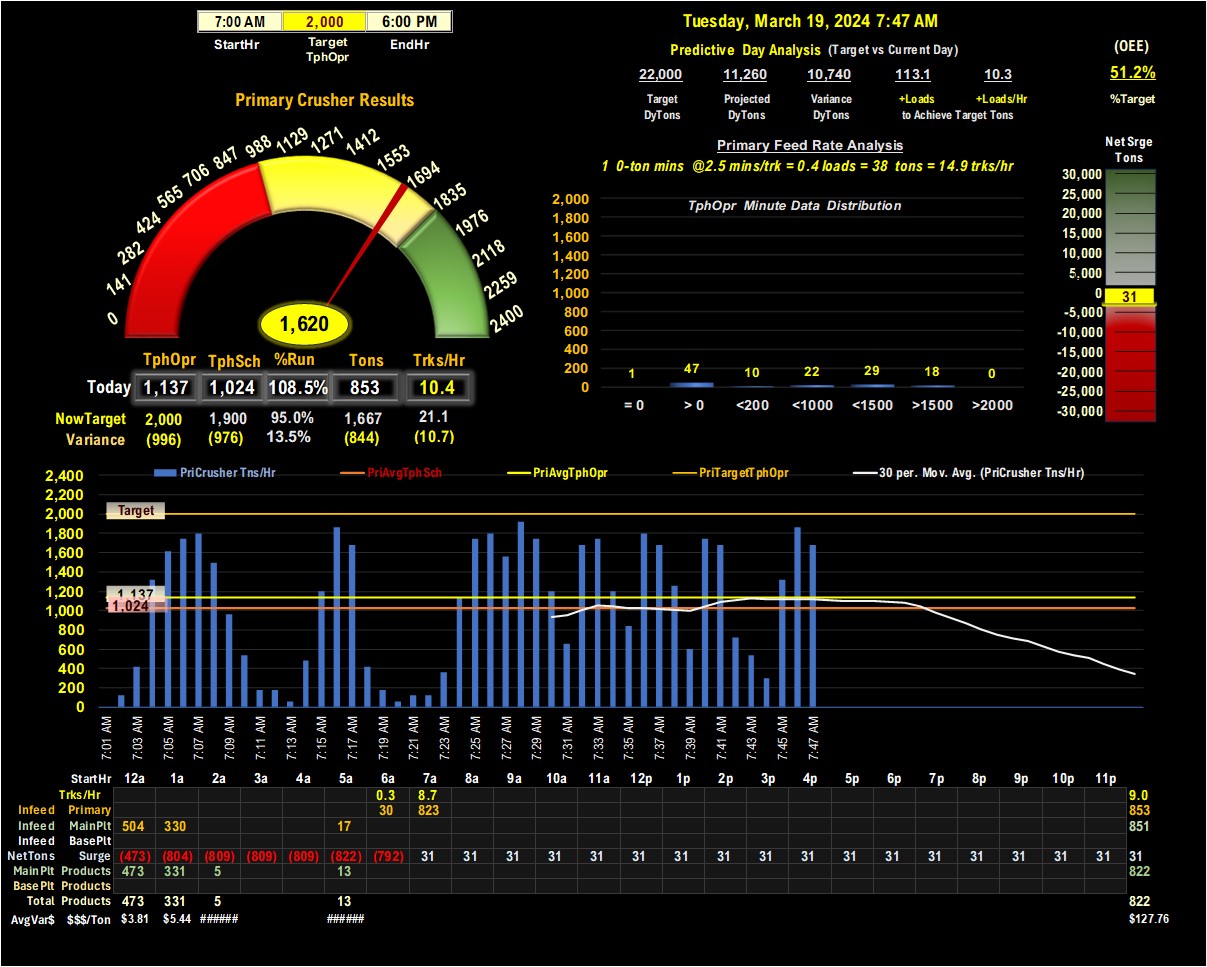 7:00 AM 2,000 6:00 PM
StartHr Target TphOpr EndHr
Tuesday, March 19, 2024 7:47 AM
Predictive Day Analysis (Target vs Current Day)
22,000 11,260 10,740 113.1 10.3
Target DyTons Projected DyTons Variance DyTons +Loads +Loads/Hr to Achieve Target Tons
(OEE)
51.2%
%Target
Primary Crusher Results
0 141 282 424 565 706 847 988 1129 1271 1412 1553 1694 1835 1976 2118 2259 2400
1,620
TphOpr TphSch %Run Tons Trks/Hr
Today 1,137 1,024 108.5% 853 10.4
NowTarget 2,000 1,900 95.0% 1,667 21.1
Variance (996) (976) 13.5% (844) (10.7)
Primary Feed Rate Analysis
1 0-ton mins @2.5 mins/trk = 0.4 loads = 38 tons = 14.9 trks/hr
TphOpr Minute Data Distribution
2,000
1,800
1,600
1,400
1,200
1,000
800
600
400
200
0
1 47 10 22 29 18 0
= 0 > 0 <200 <1000 <1500 >1500 >2000
Net Srge
Tons
30,000
25,000
20,000
15,000
10,000
5,000
0
31
-5,000
-10,000
-15,000
-20,000
-25,000
-30,000
PriCrusher Tns/Hr PriAvgTphSch PriAvgTphOpr PriTargetTphOpr 30 per. Mov. Avg. (PriCrusher Tns/Hr)
2,400
2,200
2,000
1,800
1,600
1,400
1,200
1,000
800
600
400
200
0
Target
1,137
1,024
7:01 AM 7:03 AM 7:05 AM 7:07 AM 7:09 AM 7:11 AM 7:13 AM 7:15 AM 7:17 AM 7:19 AM 7:21 AM 7:23 AM 7:25 AM 7:27 AM 7:29 AM 7:31 AM 7:33 AM 7:35 AM 7:37 AM 7:39 AM 7:41 AM 7:43 AM 7:45 AM 7:47 AM
StartHr 12a 1a 2a 3a 4a 5a 6a 7a 8a 9a 10a 11a 12p 1p 2p 3p 4p 5p 6p 7p 8p 9p 10p 11p
Trks/Hr 0.3 8.7 9.0
Infeed Primary 30 823 853
Infeed MainPlt 504 330 17 851
Infeed BasePlt
NetTons Surge (473) (804) (809) (809) (809) (822) (792) 31 31 31 31 31 31 31 31 31 31 31 31 31 31 31 31 31 31
MainPlt Products 473 331 5 13 822
BasePlt Products
Total Products 473 331 5 13 822
AvgVar$ $$$/Ton $3.81 $5.44 ###### ###### $127.76